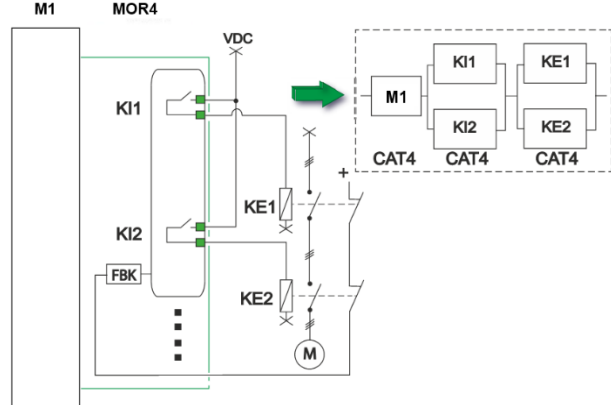 M1 MOR4
VDC
KI1
KI2
FBK
KE1
KE2
+
M
M1
KI1
KI2
KE1
KE2
CAT4 CAT4 CAT4